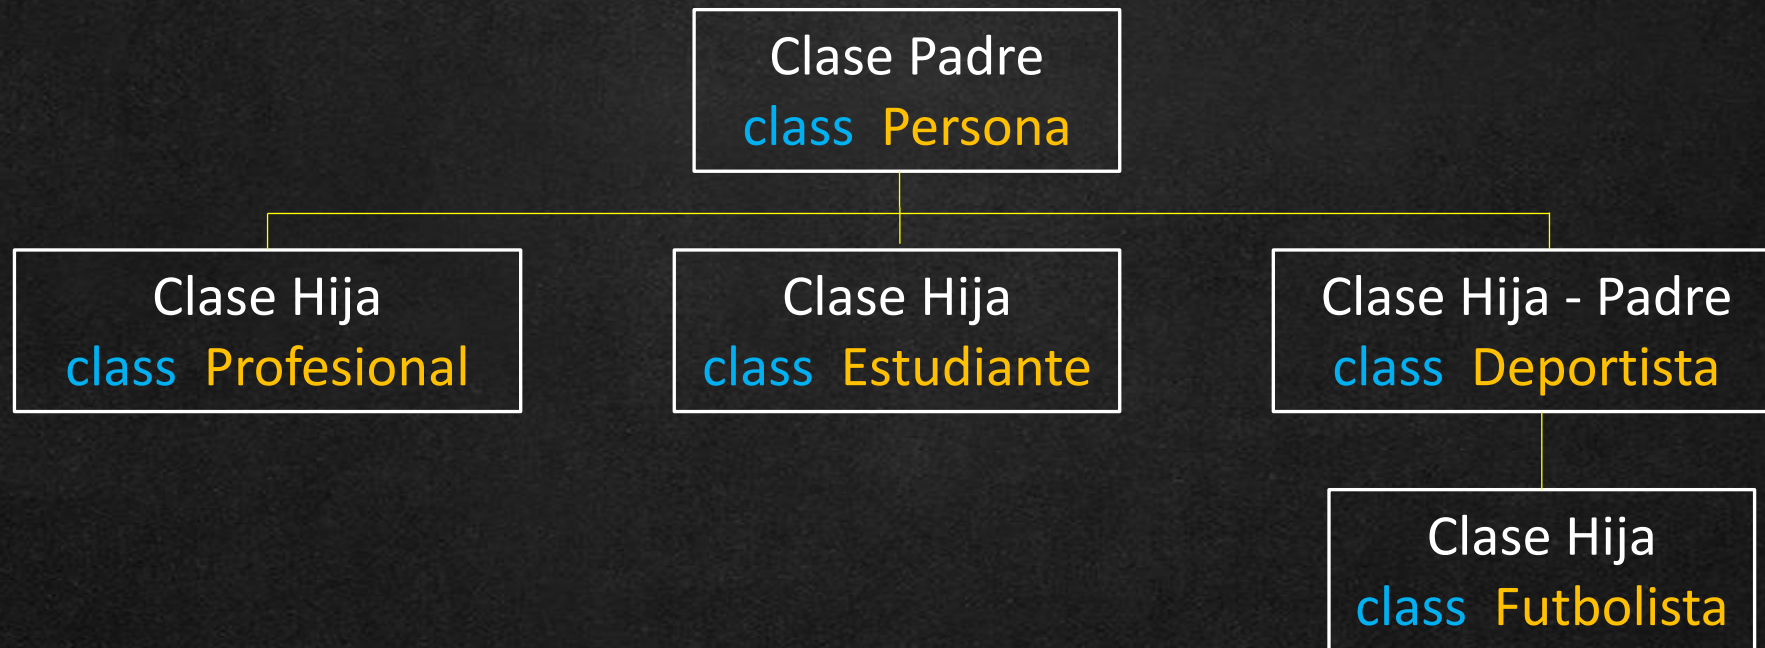 Clase Padre
class Persona
Clase Hija
class Profesional
Clase Hija
class Estudiante
Clase Hija - Padre
class Deportista
Clase Hija
class Futbolista